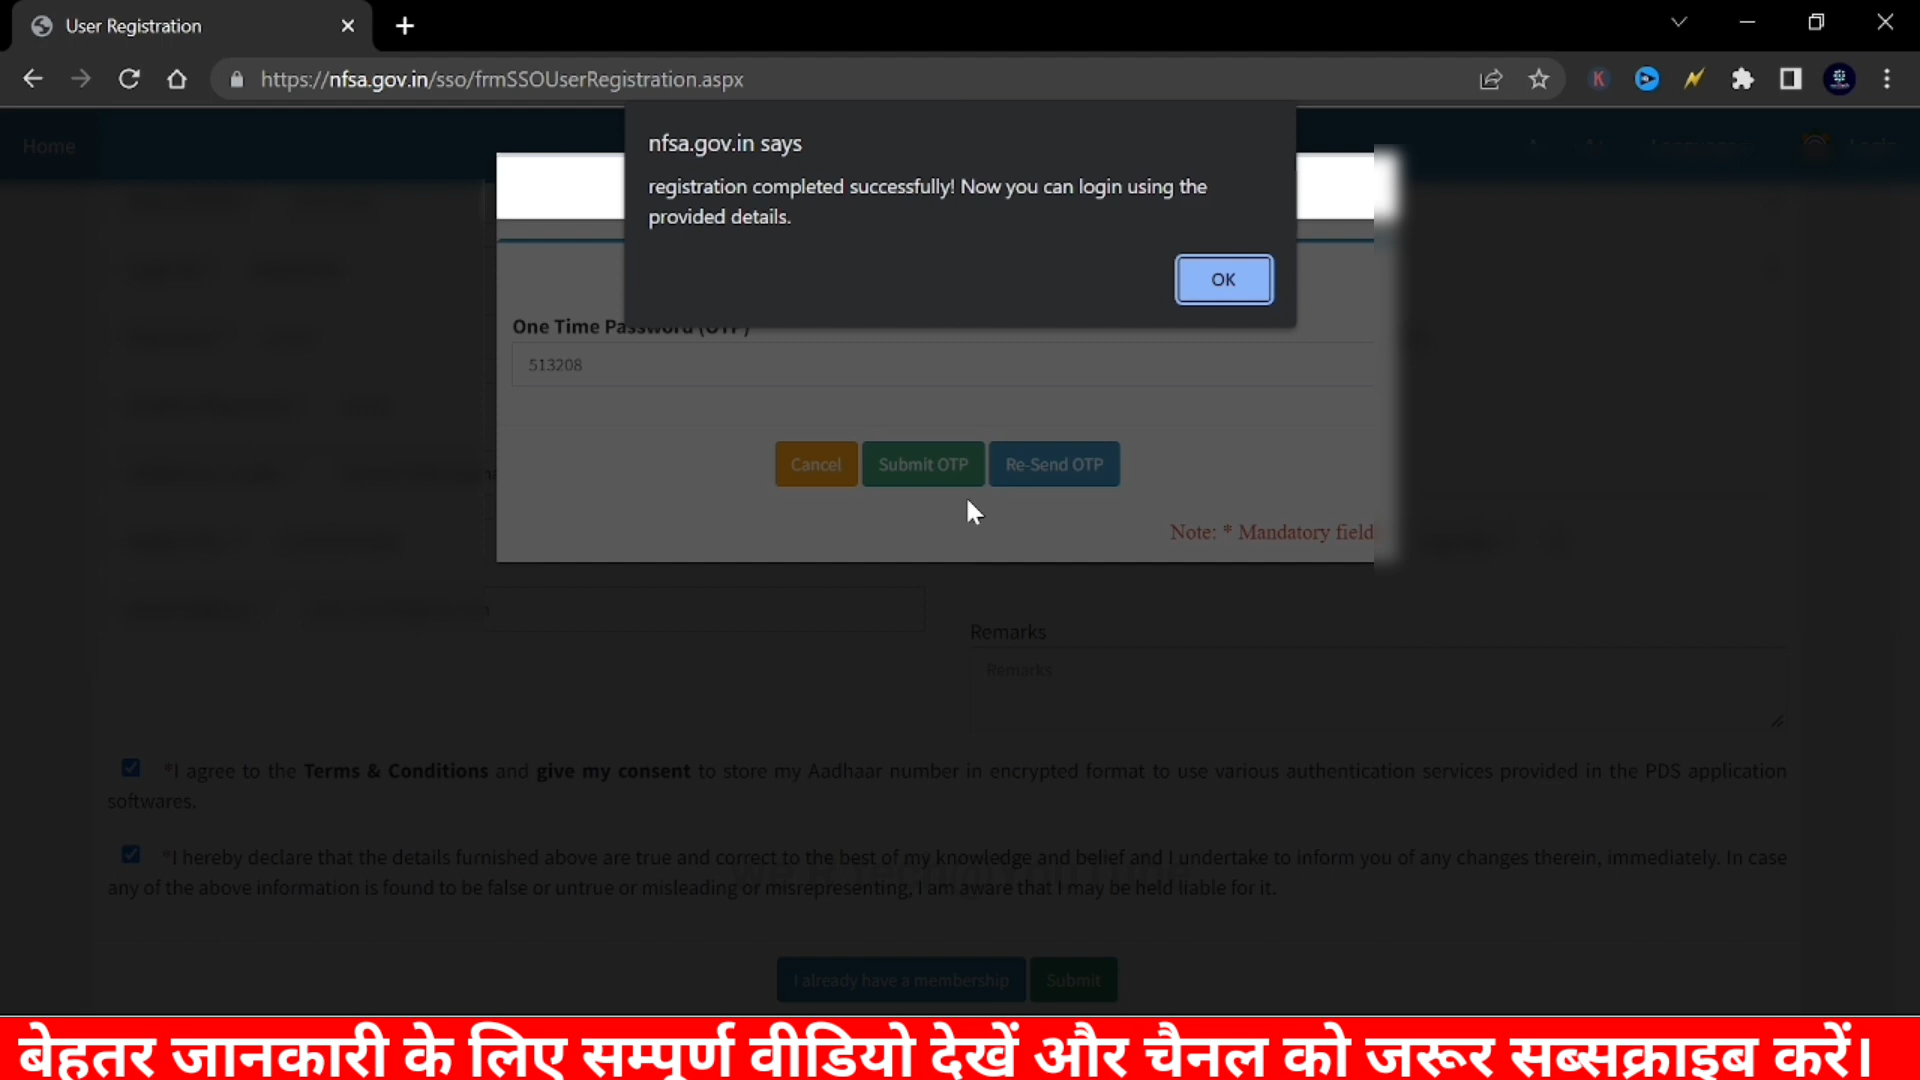 User Registration
https://nfsa.gov.in/sso/frmSSOUserRegistration.aspx
K
Home
nfsa.gov.in says
registration completed successfully! Now you can login using the
provided details.
OK
One Time Password (OTP)
513208
Cancel
Submit OTP
Re-Send OTP
Note: * Mandatory field
Remarks
Remarks
*I agree to the Terms & Conditions and give my consent to store my Aadhaar number in encrypted format to use various authentication services provided in the PDS application
softwares.
*I hereby declare that the details furnished above are true and correct to the best of my knowledge and belief and I undertake to inform you of any changes therein, immediately. In case
any of the above information is found to be false or untrue or misleading or misrepresenting, I am aware that I may be held liable for it.
I already have a membership
Submit
बेहतर जानकारी के लिए सम्पूर्ण वीडियो देखें और चैनल को जरूर सब्सक्राइब करें।